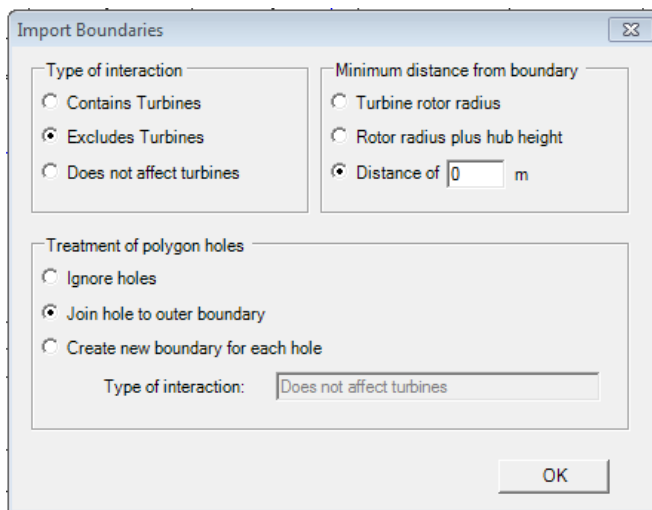 Import Boundaries
Type of interaction
Contains Turbines
Excludes Turbines
Does not affect turbines
Minimum distance from boundary
Turbine rotor radius
Rotor radius plus hub height
Distance of 0 m
Treatment of polygon holes
Ignore holes
Join hole to outer boundary
Create new boundary for each hole
Type of interaction: Does not affect turbines
OK